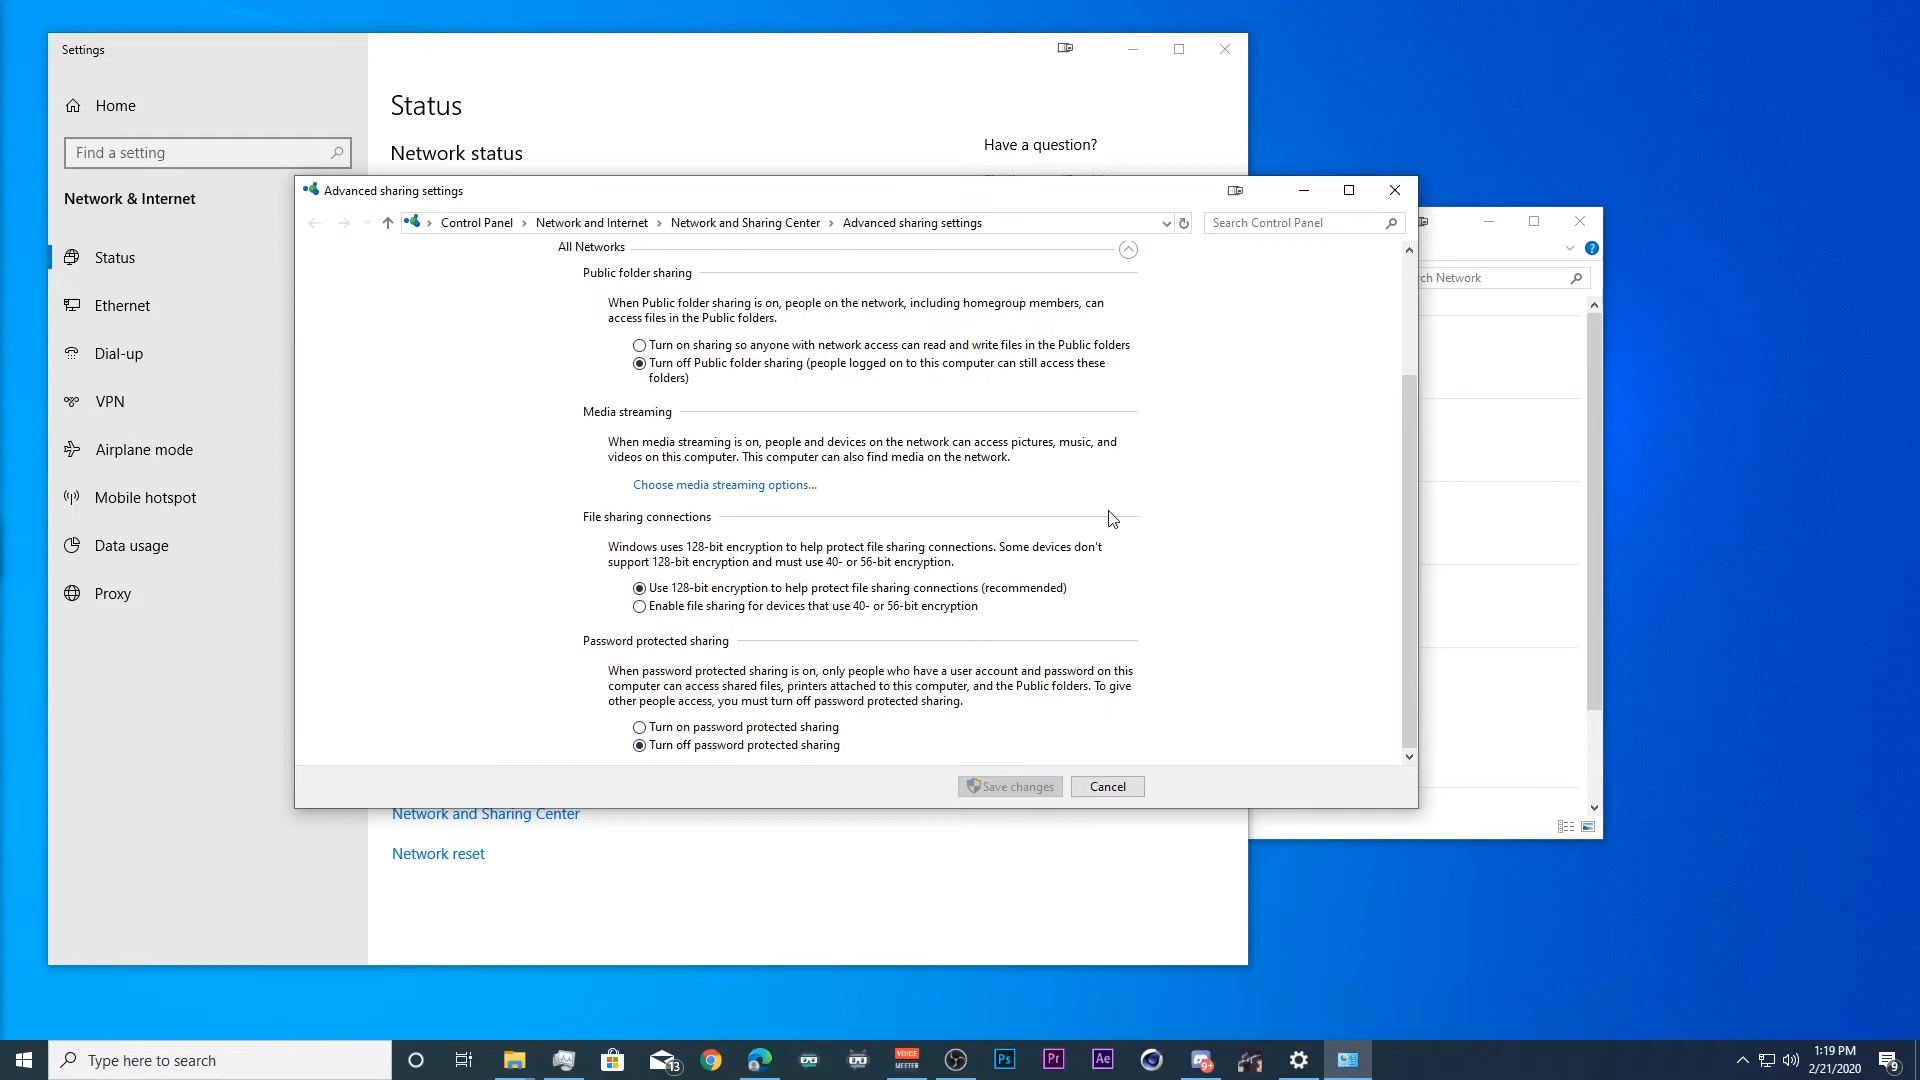 Settings
Home
Find a setting
Network & Internet
Status
Ethernet
Dial-up
VPN
Airplane mode
Mobile hotspot
Data usage
Proxy
Status
Network status
Have a question?
Advanced sharing settings
Control Panel
Network and Internet
Network and Sharing Center
Advanced sharing settings
Search Control Panel
All Networks
Public folder sharing
When Public folder sharing is on, people on the network, including homegroup members, can
access files in the Public folders.
Turn on sharing so anyone with network access can read and write files in the Public folders
Turn off Public folder sharing (people logged on to this computer can still access these
folders)
Media streaming
When media streaming is on, people and devices on the network can access pictures, music, and
videos on this computer. This computer can also find media on the network.
Choose media streaming options...
File sharing connections
Windows uses 128-bit encryption to help protect file sharing connections. Some devices don't
support 128-bit encryption and must use 40- or 56-bit encryption.
Use 128-bit encryption to help protect file sharing connections (recommended)
Enable file sharing for devices that use 40- or 56-bit encryption
Password protected sharing
When password protected sharing is on, only people who have a user account and password on this
computer can access shared files, printers attached to this computer, and the Public folders. To give
other people access, you must turn off password protected sharing.
Turn on password protected sharing
Turn off password protected sharing
Save changes
Cancel
rch Network
?
Network and Sharing Center
Network reset
Type here to search
13
VOICE
MEETER
Ps
Pr
Ae
9+
1:19 PM
2/21/2020
9